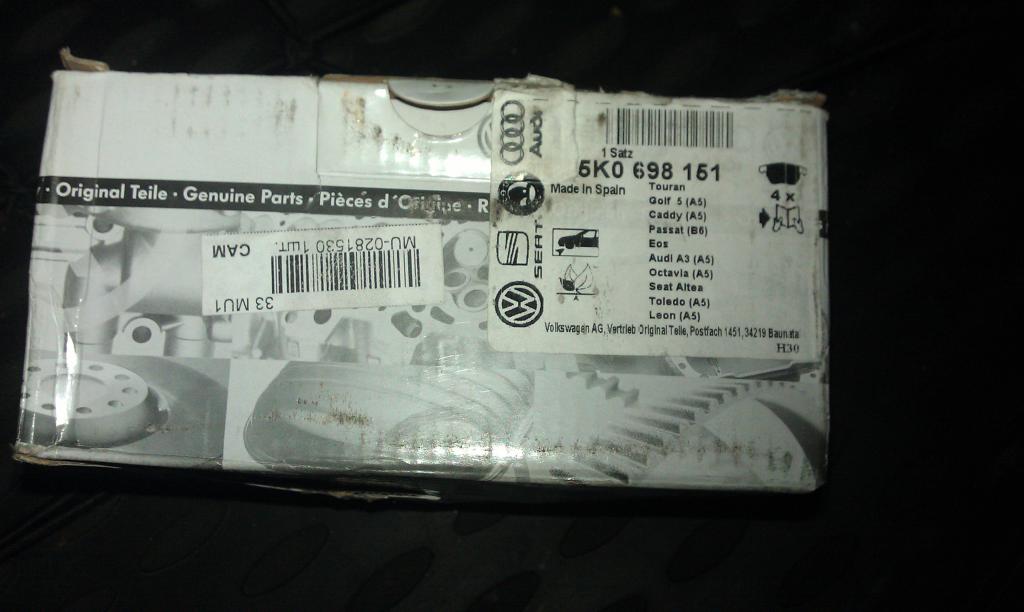 · Original Teile · Genuine Parts · Pièces d'Origine · R
MU-0281530 1шт.
CAM
33 MU1
Audi
SEAT
1 Satz
5K0 698 151
Made In Spain
4 x
Touran
Golf 5 (A5)
Caddy (A5)
Passat (B6)
Eos
Audi A3 (A5)
Octavia (A5)
Seat Altea
Toledo (A5)
Leon (A5)
Volkswagen AG, Vertrieb Original Teile, Postfach 1451, 34219 Baunatal
H30